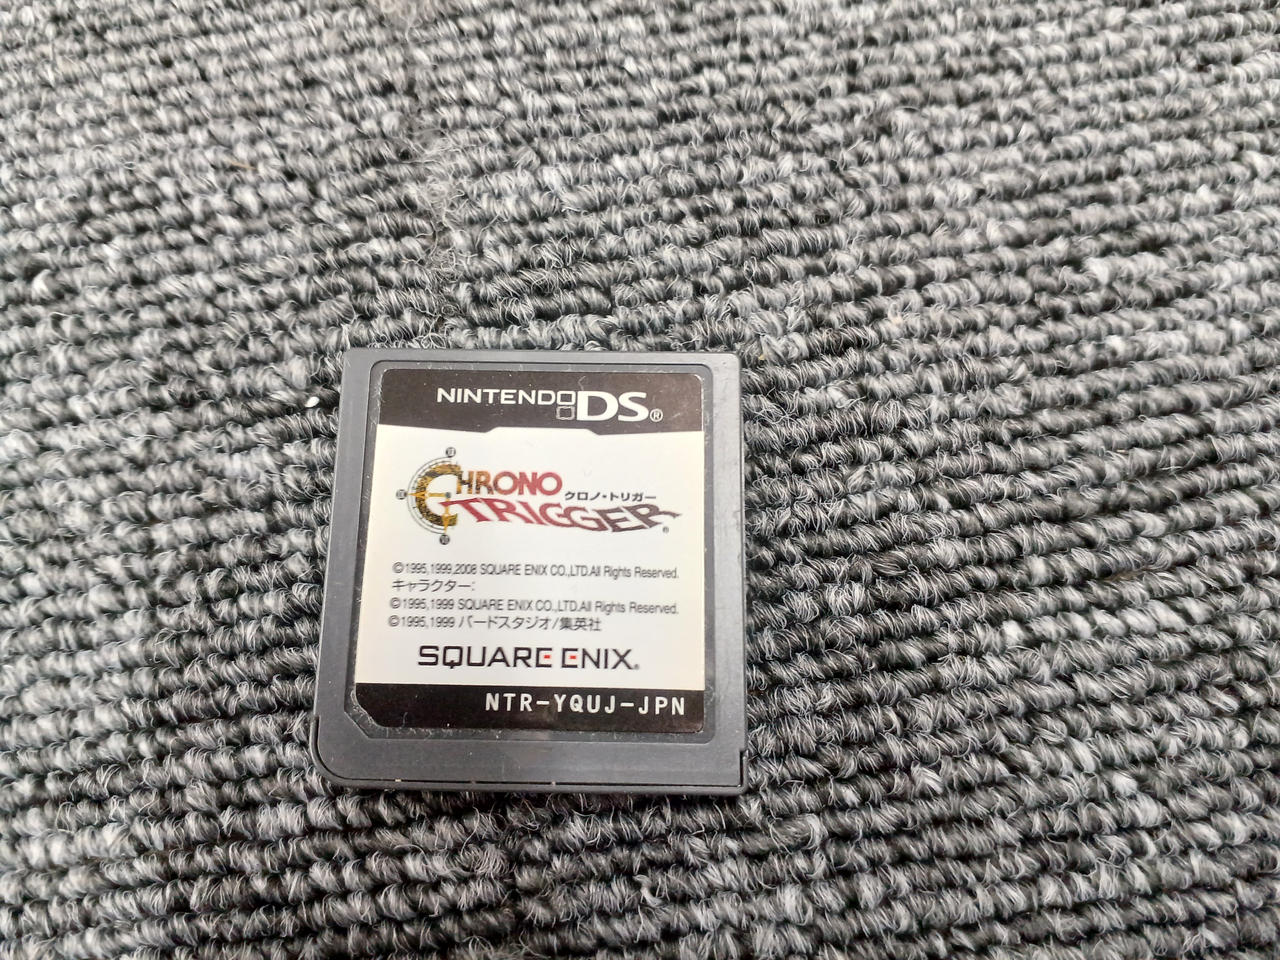 NINTENDO DS®
CHRONO
クロノ・トリガー
TRIGGER®
©1995,1999,2008 SQUARE ENIX CO.,LTD.All Rights Reserved.
キャラクター:
©1995,1999 SQUARE ENIX CO.,LTD.All Rights Reserved.
©1995,1999 バードスタジオ/集英社
SQUARE ENIX®
NTR-YQUJ-JPN